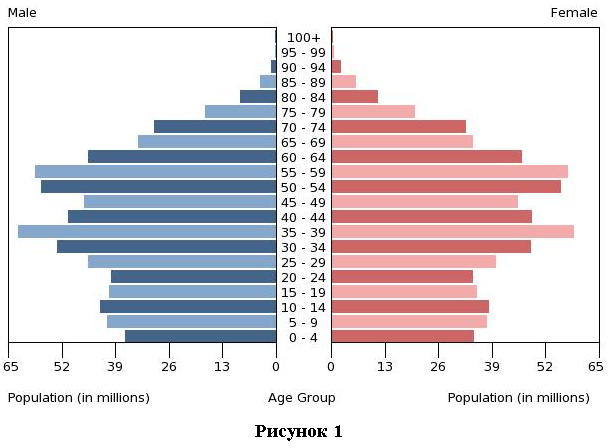 Male Female
100+
95 - 99
90 - 94
85 - 89
80 - 84
75 - 79
70 - 74
65 - 69
60 - 64
55 - 59
50 - 54
45 - 49
40 - 44
35 - 39
30 - 34
25 - 29
20 - 24
15 - 19
10 - 14
5 - 9
0 - 4
65 52 39 26 13 0 0 13 26 39 52 65
Population (in millions) Age Group Population (in millions)
Рисунок 1